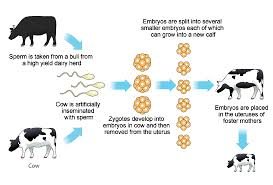 Embryos are split into several
smaller embryos each of which
can grow into a new calf
Sperm is taken from a bull from
a high yield dairy herd
Cow is artificially
inseminated
with sperm
Zygotes develop into
embryos in cow and then
removed from the uterus
Embryos are placed
in the uteruses of
foster mothers
Cow